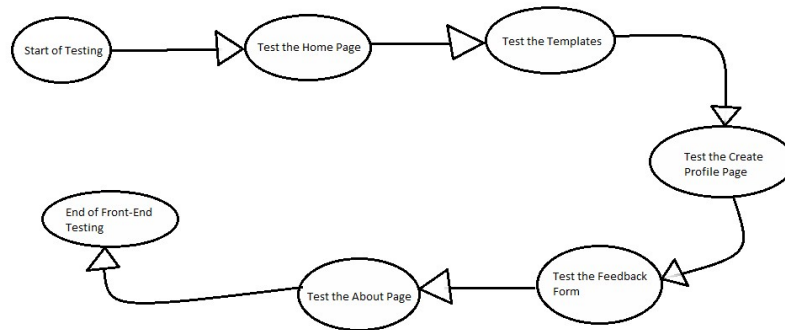 Start of Testing
Test the Home Page
Test the Templates
Test the Create
Profile Page
Test the Feedback
Form
Test the About Page
End of Front-End
Testing